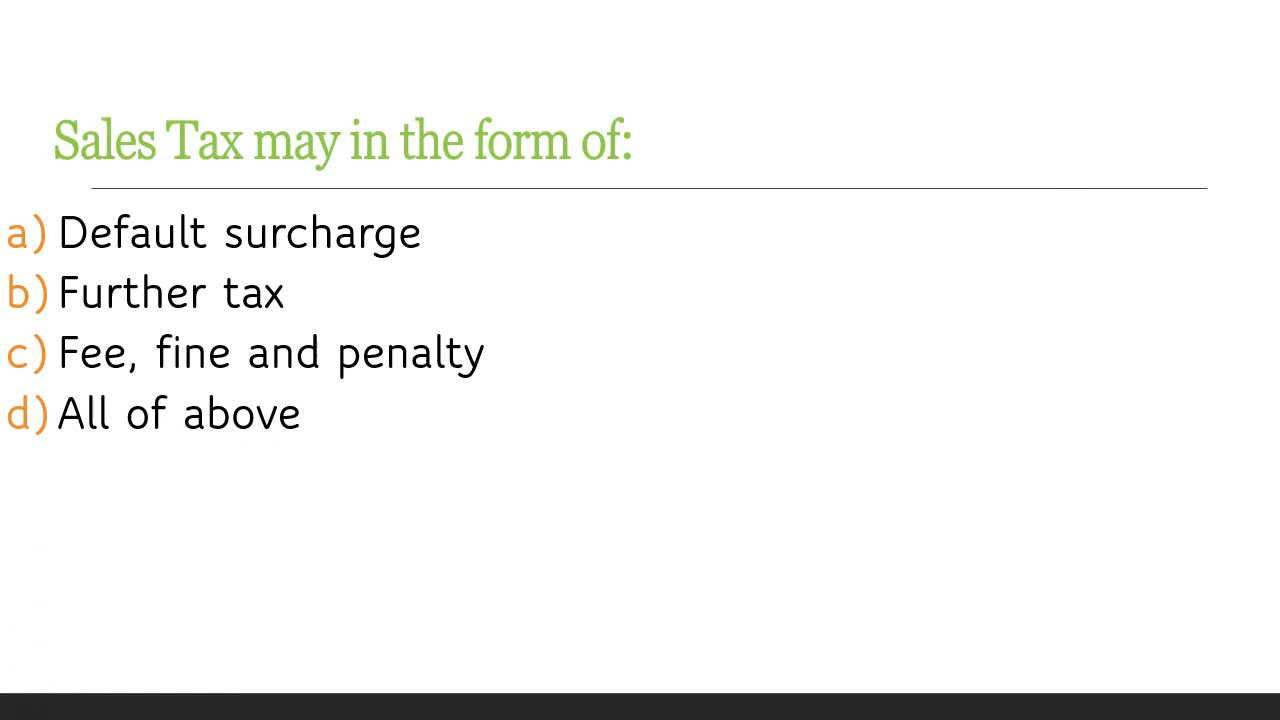 Sales Tax may in the form of:
a) Default surcharge
b) Further tax
c) Fee, fine and penalty
d) All of above